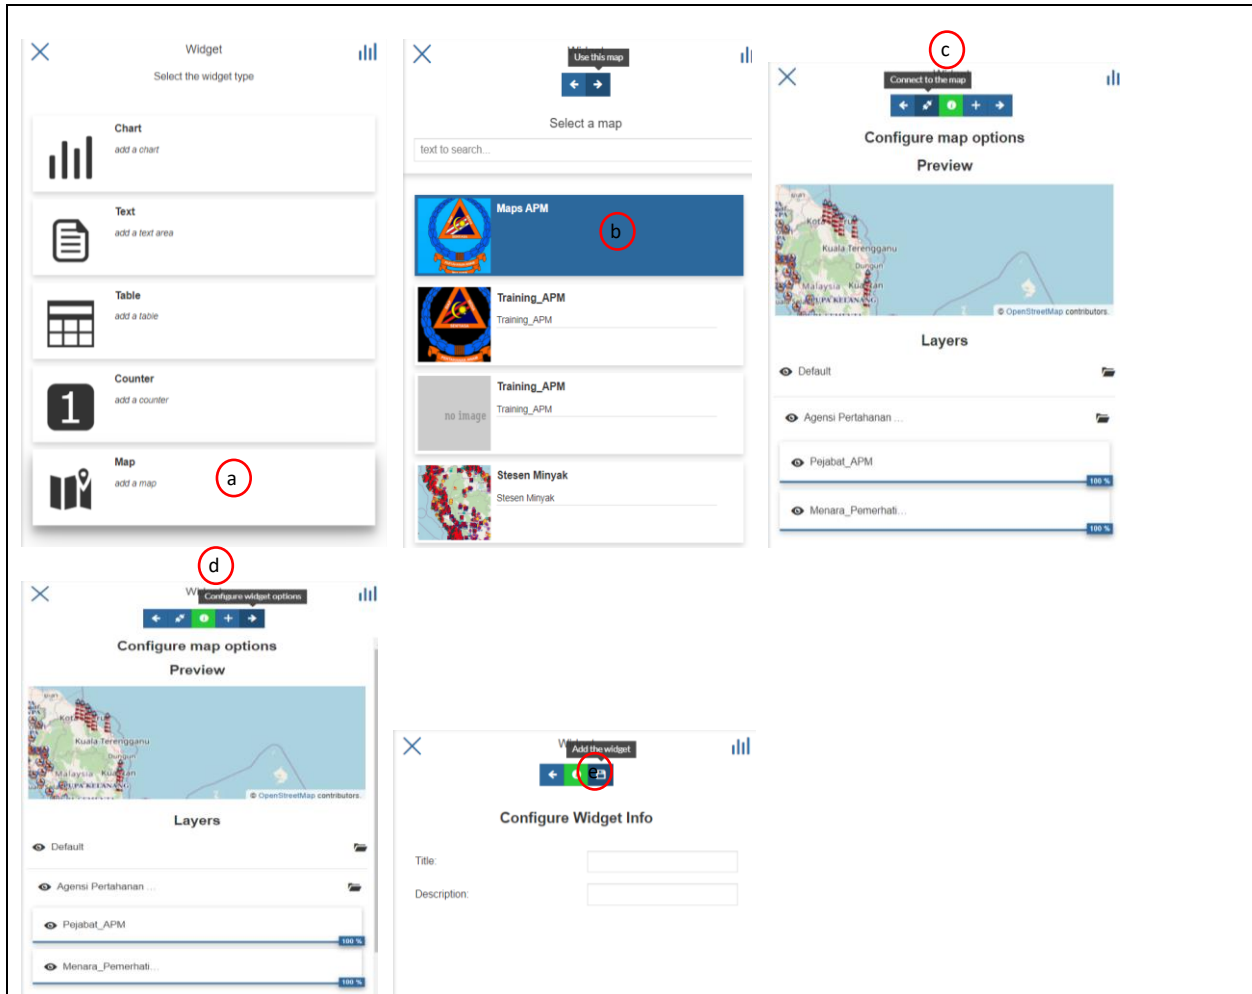 Widget
Select the widget type
Chart
add a chart
Text
add a text area
Table
add a table
1
Counter
add a counter
Map
add a map
a
Use this map
Select a map
text to search...
Maps APM
b
Training_APM
Training_APM
no image
Training_APM
Training_APM
Stesen Minyak
Stesen Minyak
c
Connect to the map
Configure map options
Preview
Kuala Terengganu
Dungun
Malaysia
© OpenStreetMap contributors.
Layers
Default
Agensi Pertahanan ...
Pejabat_APM
100 %
Menara_Pemerhati...
100 %
d
Configure widget options
Configure map options
Preview
Kuala Terengganu
Dungun
Malaysia
© OpenStreetMap contributors.
Layers
Default
Agensi Pertahanan ...
Pejabat_APM
100 %
Menara_Pemerhati...
100 %
Add the widget
e
Configure Widget Info
Title:
Description: